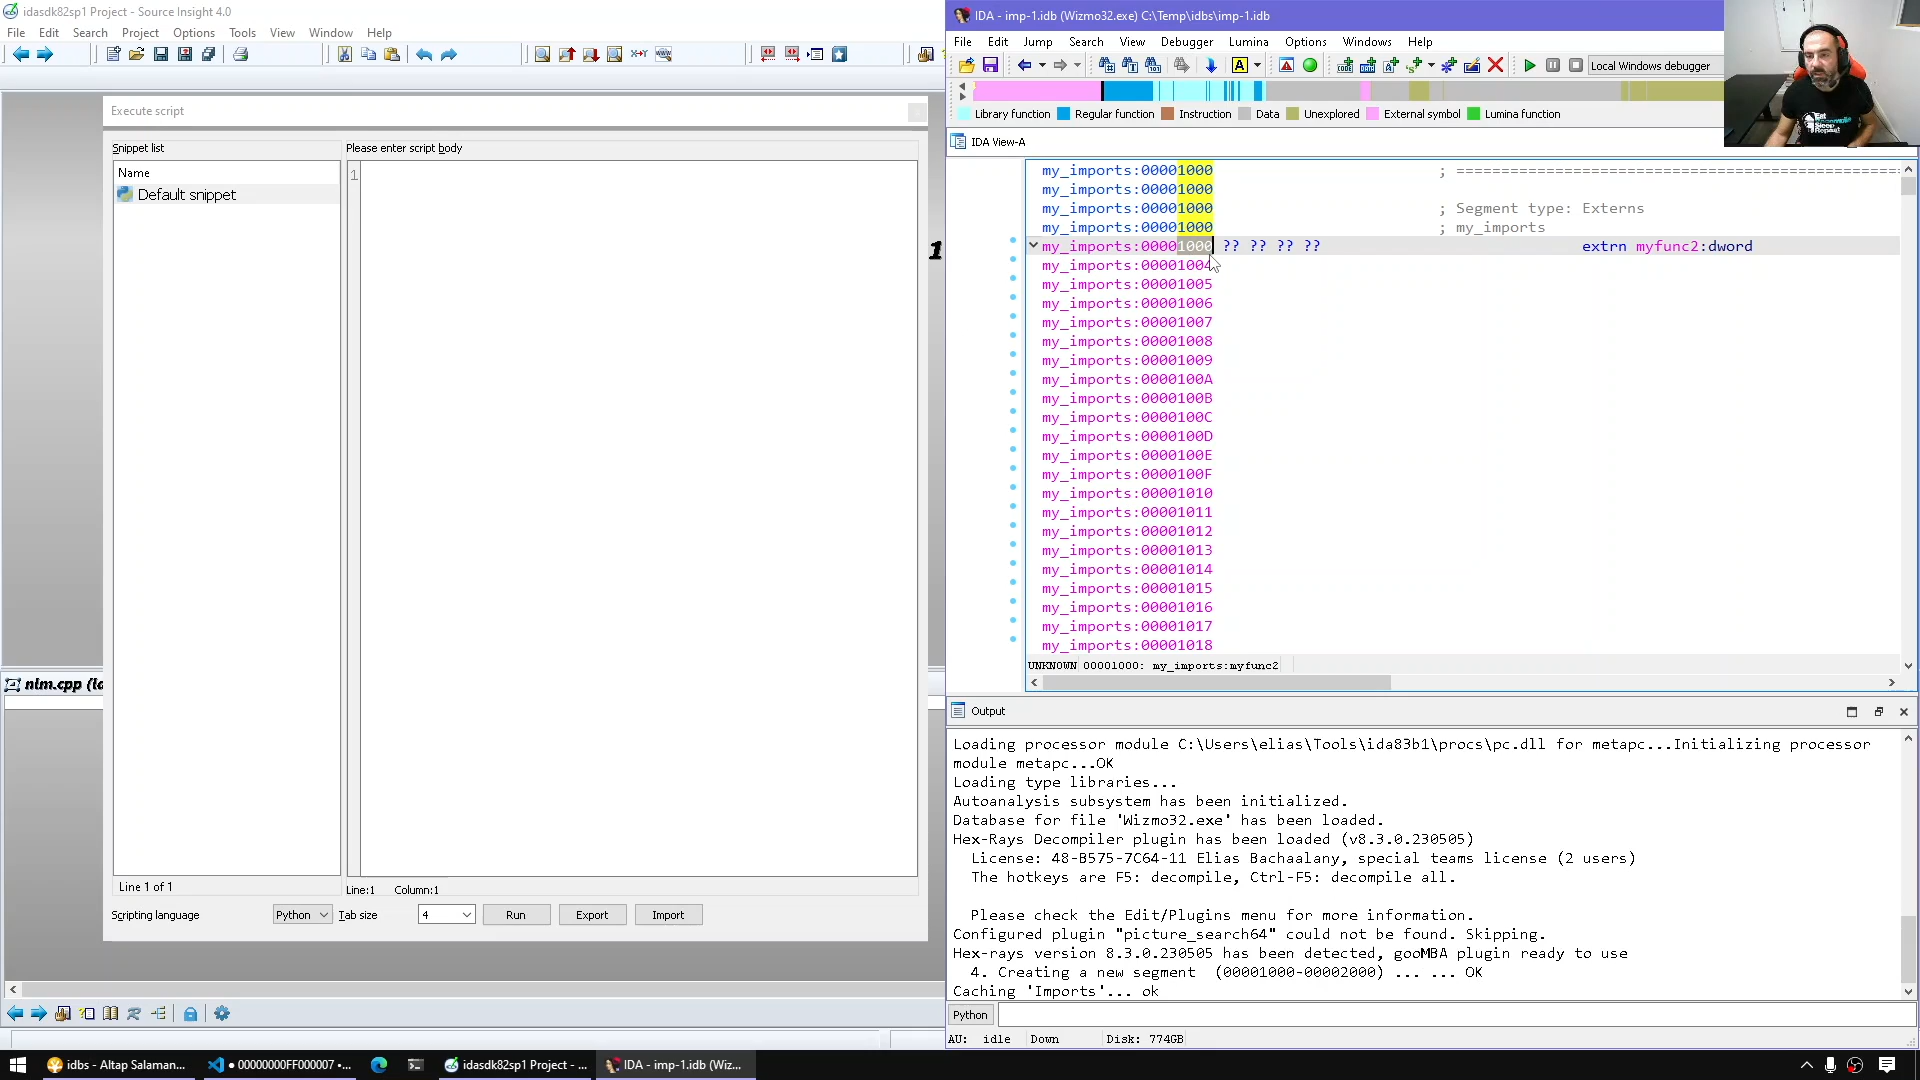 idasdk82sp1 Project - Source Insight 4.0
File Edit Search Project Options Tools View Window Help
Execute script
Snippet list
Name
Default snippet
Line 1 of 1
Please enter script body
1
Line:1 Column:1
Scripting language
Python
Tab size
4
Run
Export
Import
1
nlm.cpp (Id
IDA - imp-1.idb (Wizmo32.exe) C:\Temp\idbs\imp-1.idb
File Edit Jump Search View Debugger Lumina Options Windows Help
Local Windows debugger
Library function Regular function Instruction Data Unexplored External symbol Lumina function
IDA View-A
my_imports:00001000 ; =================================================
my_imports:00001000
my_imports:00001000 ; Segment type: Externs
my_imports:00001000 ; my_imports
my_imports:00001000 ?? ?? ?? ?? extrn myfunc2:dword
my_imports:00001004
my_imports:00001005
my_imports:00001006
my_imports:00001007
my_imports:00001008
my_imports:00001009
my_imports:0000100A
my_imports:0000100B
my_imports:0000100C
my_imports:0000100D
my_imports:0000100E
my_imports:0000100F
my_imports:00001010
my_imports:00001011
my_imports:00001012
my_imports:00001013
my_imports:00001014
my_imports:00001015
my_imports:00001016
my_imports:00001017
my_imports:00001018
UNKNOWN 00001000: my_imports:myfunc2
Output
Loading processor module C:\Users\elias\Tools\ida83b1\procs\pc.dll for metapc...Initializing processor
module metapc...OK
Loading type libraries...
Autoanalysis subsystem has been initialized.
Database for file 'Wizmo32.exe' has been loaded.
Hex-Rays Decompiler plugin has been loaded (v8.3.0.230505)
License: 48-B575-7C64-11 Elias Bachaalany, special teams license (2 users)
The hotkeys are F5: decompile, Ctrl-F5: decompile all.
Please check the Edit/Plugins menu for more information.
Configured plugin "picture_search64" could not be found. Skipping.
Hex-rays version 8.3.0.230505 has been detected, gooMBA plugin ready to use
4. Creating a new segment (00001000-00002000) ... ... OK
Caching 'Imports'... ok
Python
AU: idle Down Disk: 774GB
idbs - Altap Salaman...
● 00000000FF000007 •...
idasdk82sp1 Project - ...
IDA - imp-1.idb (Wiz...